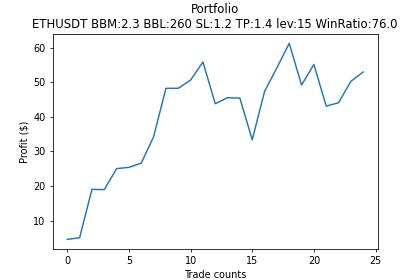 Portfolio
ETHUSDT BBM:2.3 BBL:260 SL:1.2 TP:1.4 lev:15 WinRatio:76.0
60
50
40
30
20
10
Profit ($)
0 5 10 15 20 25
Trade counts